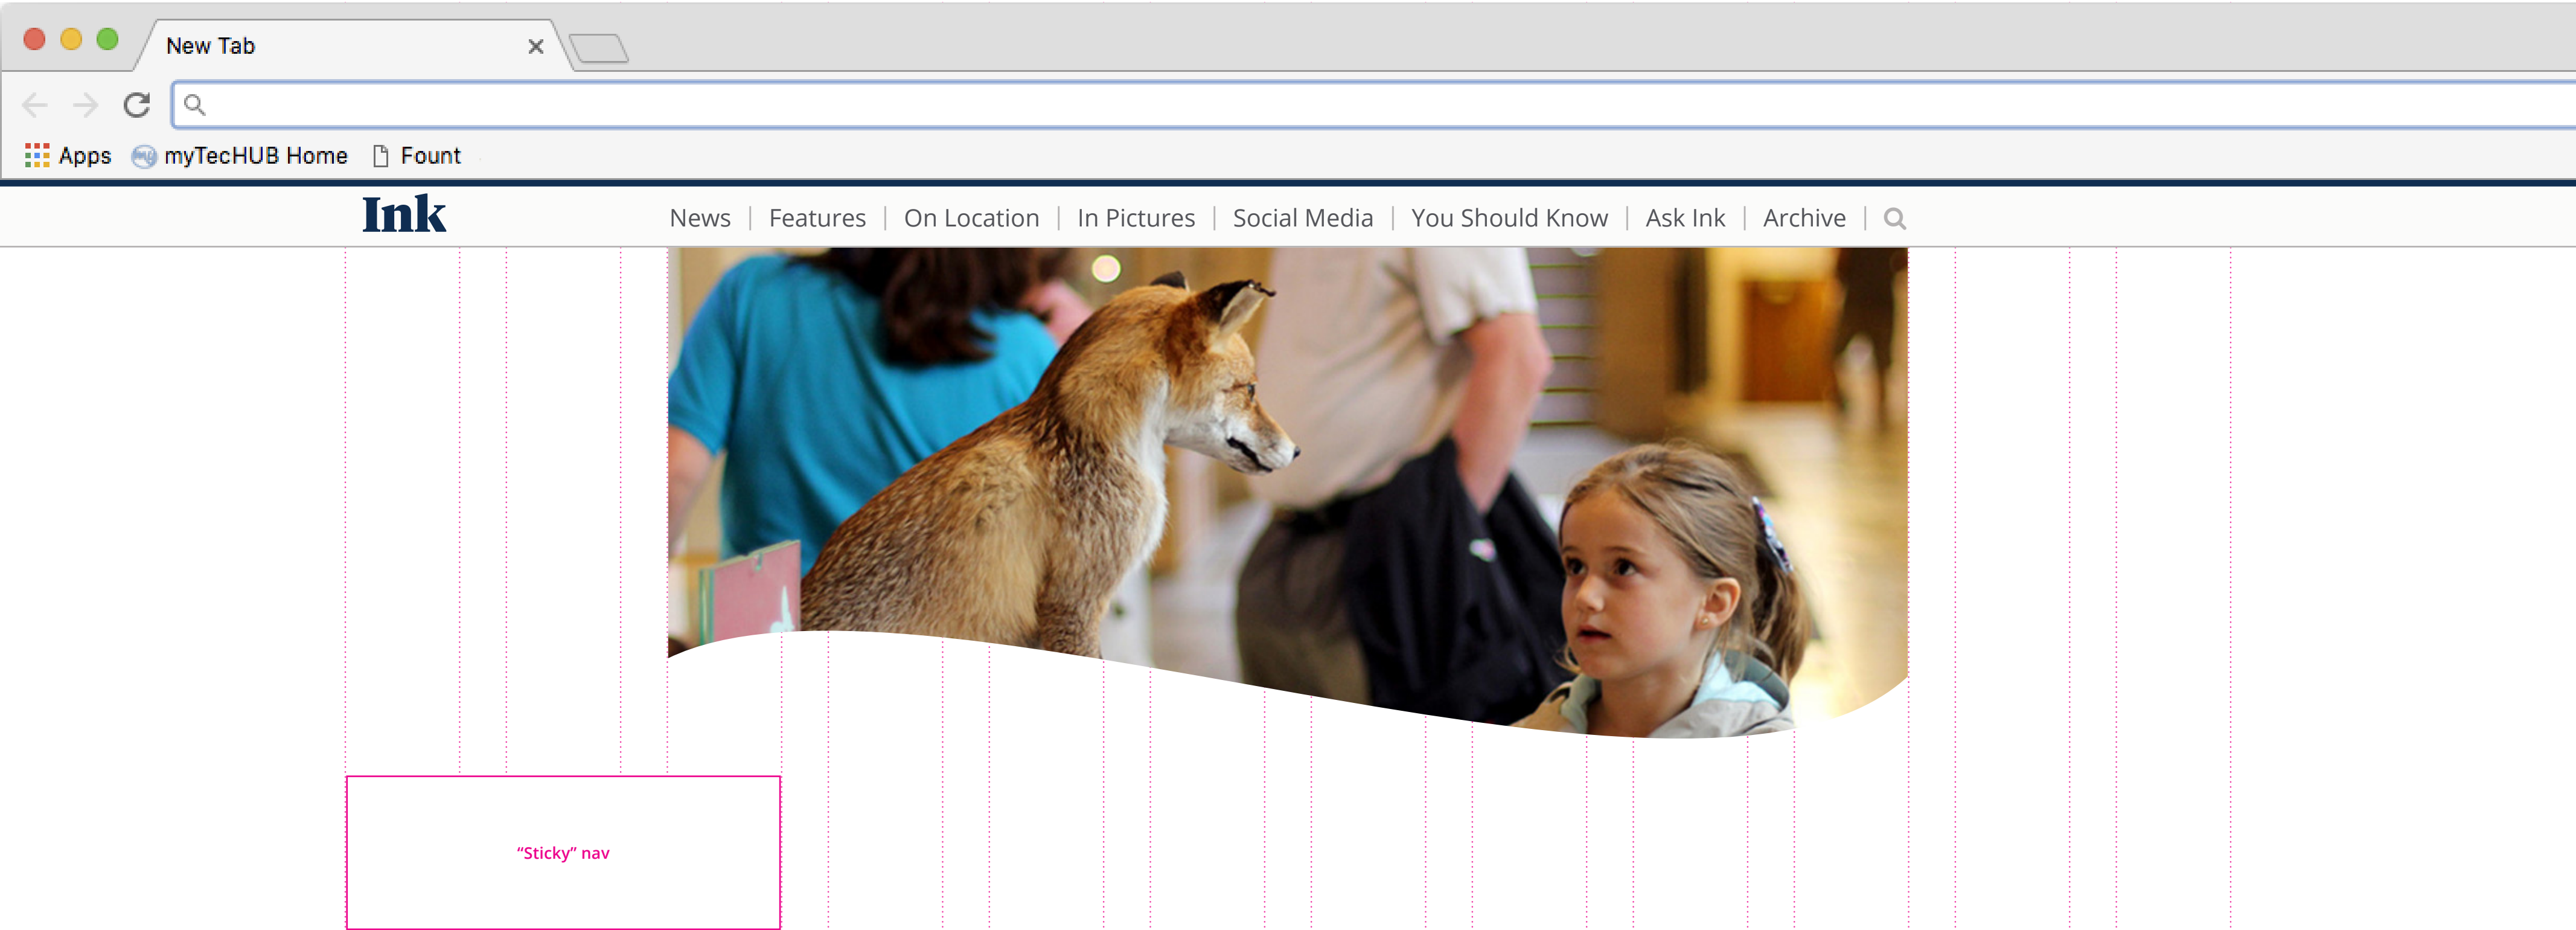 New Tab
Apps myTecHUB Home Fount
Ink News Features On Location In Pictures Social Media You Should Know Ask Ink Archive
“Sticky” nav